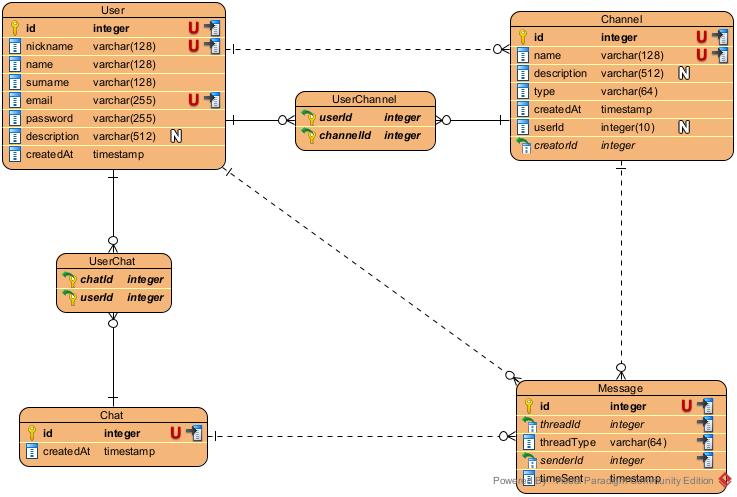 User
id integer U
nickname varchar(128) U
name varchar(128)
surname varchar(128)
email varchar(255) U
password varchar(255)
description varchar(512) N
createdAt timestamp
Channel
id integer U
name varchar(128) U
description varchar(512) N
type varchar(64)
createdAt timestamp
userId integer(10) N
creatorId integer
UserChannel
userId integer
channelId integer
UserChat
chatId integer
userId integer
Chat
id integer U
createdAt timestamp
Message
id integer U
threadId integer
threadType varchar(64)
senderId integer
timeSent timestamp
Powered By Visual Paradigm Community Edition